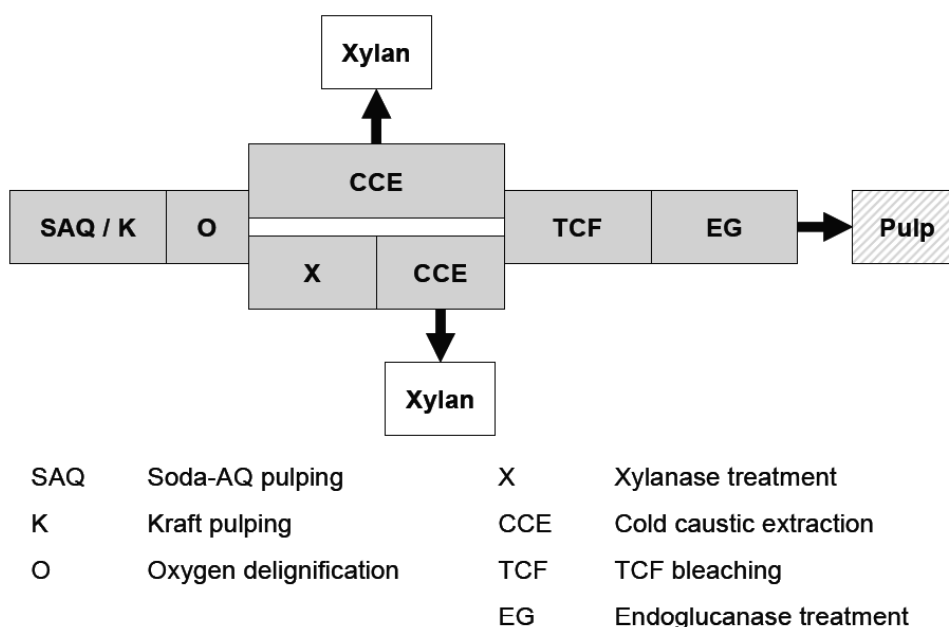 Xylan
CCE
SAQ / K O TCF EG Pulp
X CCE
Xylan
SAQ Soda-AQ pulping X Xylanase treatment
K Kraft pulping CCE Cold caustic extraction
O Oxygen delignification TCF TCF bleaching
EG Endoglucanase treatment